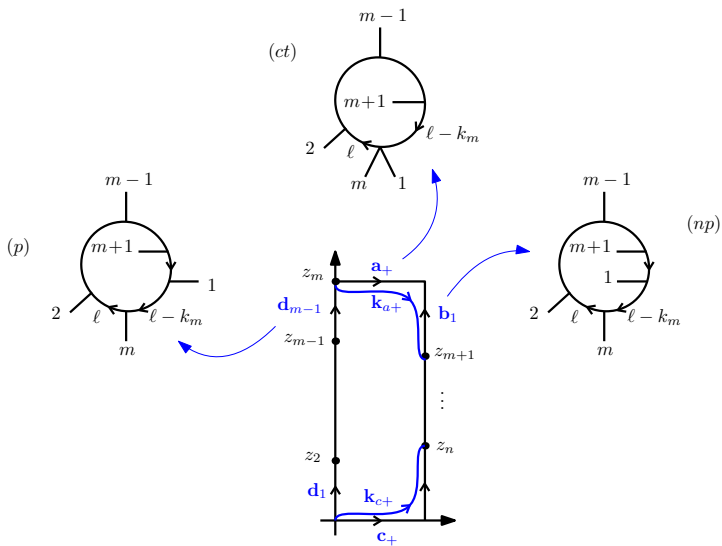 m − 1
(ct)
m+1
ℓ − k_m
2
ℓ
m
1
m − 1
(p)
m+1
1
2
ℓ
ℓ − k_m
m
m − 1
(np)
m+1
1
2
ℓ
ℓ − k_m
m
z_m
a_+
d_{m−1}
k_{a+}
b_1
z_{m−1}
z_{m+1}
⋮
z_2
z_n
d_1
k_{c+}
c_+